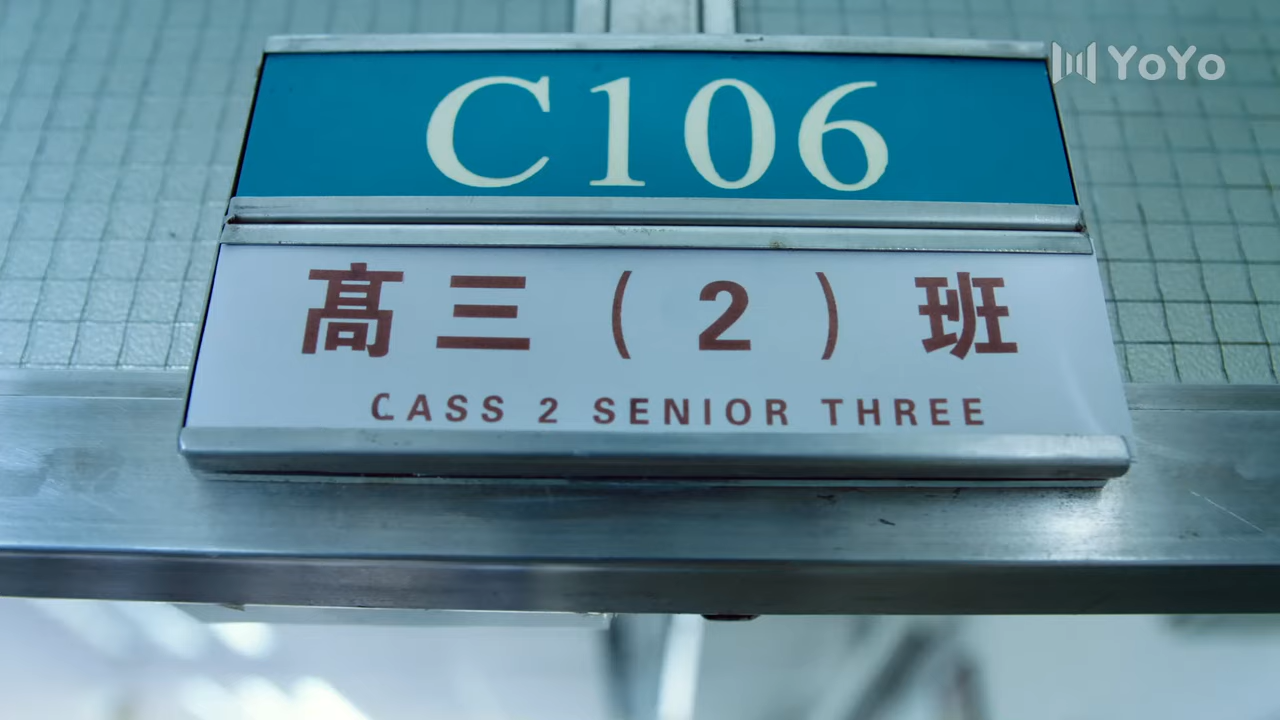 YoYo
C106
高三（2）班
CASS 2 SENIOR THREE